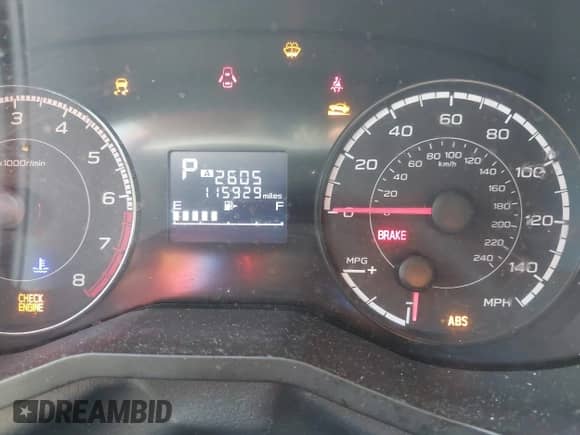 3 4 5 6 7 8
x1000r/min
CHECK
ENGINE
P A 2605
115929 miles
E F
0 20 40 60 80 100 120 140
0 20 40 60 80 100 120 140 160 180 200 220 240
km/h
BRAKE
MPG
+
-
MPH
ABS
DREAMBID